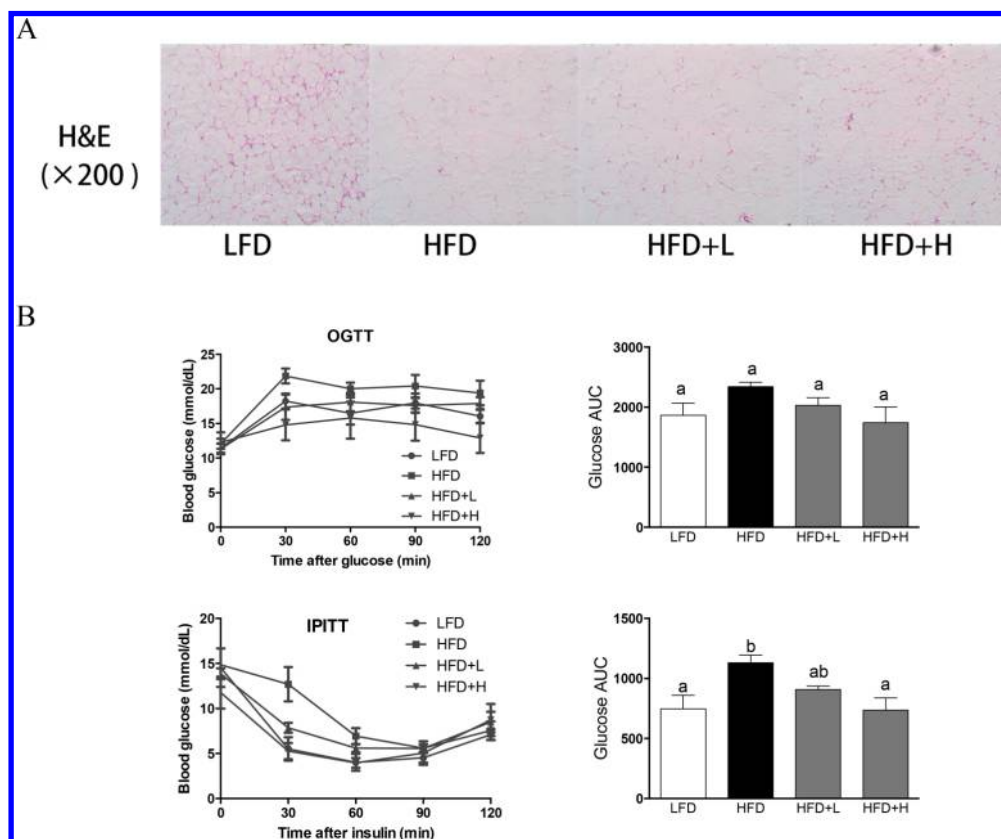 A
H&E
(×200)
LFD
HFD
HFD+L
HFD+H
B
OGTT
Blood glucose (mmol/dL)
25
20
15
10
5
0
0
30
60
90
120
Time after glucose (min)
LFD
HFD
HFD+L
HFD+H
Glucose AUC
3000
2000
1000
0
a
a
a
a
LFD
HFD
HFD+L
HFD+H
IPITT
Blood glucose (mmol/dL)
20
15
10
5
0
0
30
60
90
120
Time after insulin (min)
LFD
HFD
HFD+L
HFD+H
Glucose AUC
1500
1000
500
0
a
b
ab
a
LFD
HFD
HFD+L
HFD+H